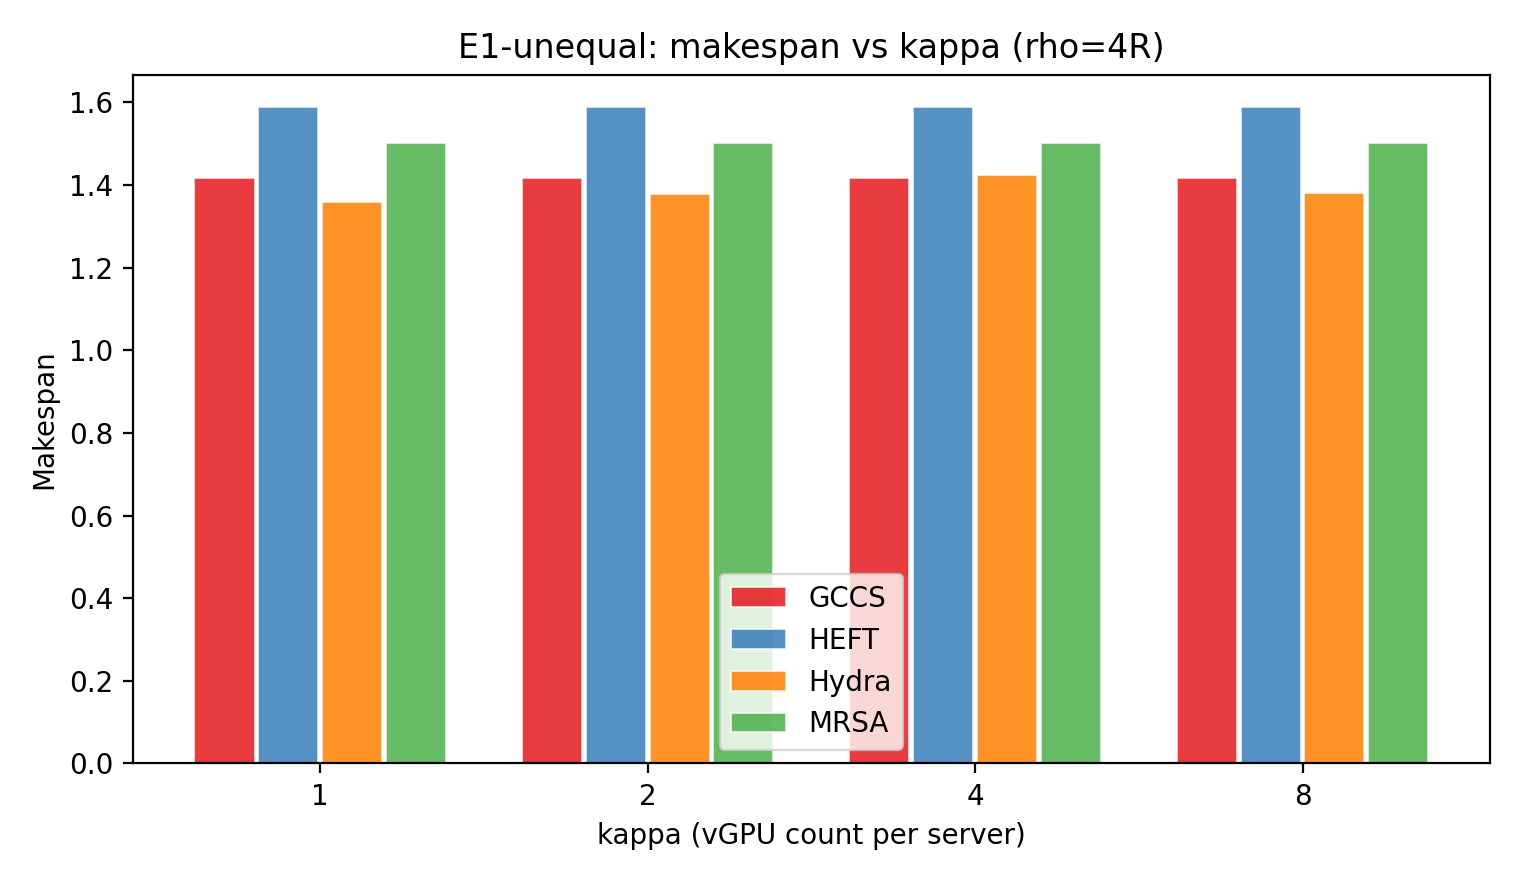 E1-unequal: makespan vs kappa (rho=4R)
Makespan
1.6
1.4
1.2
1.0
0.8
0.6
0.4
0.2
0.0
GCCS
HEFT
Hydra
MRSA
1 2 4 8
kappa (vGPU count per server)